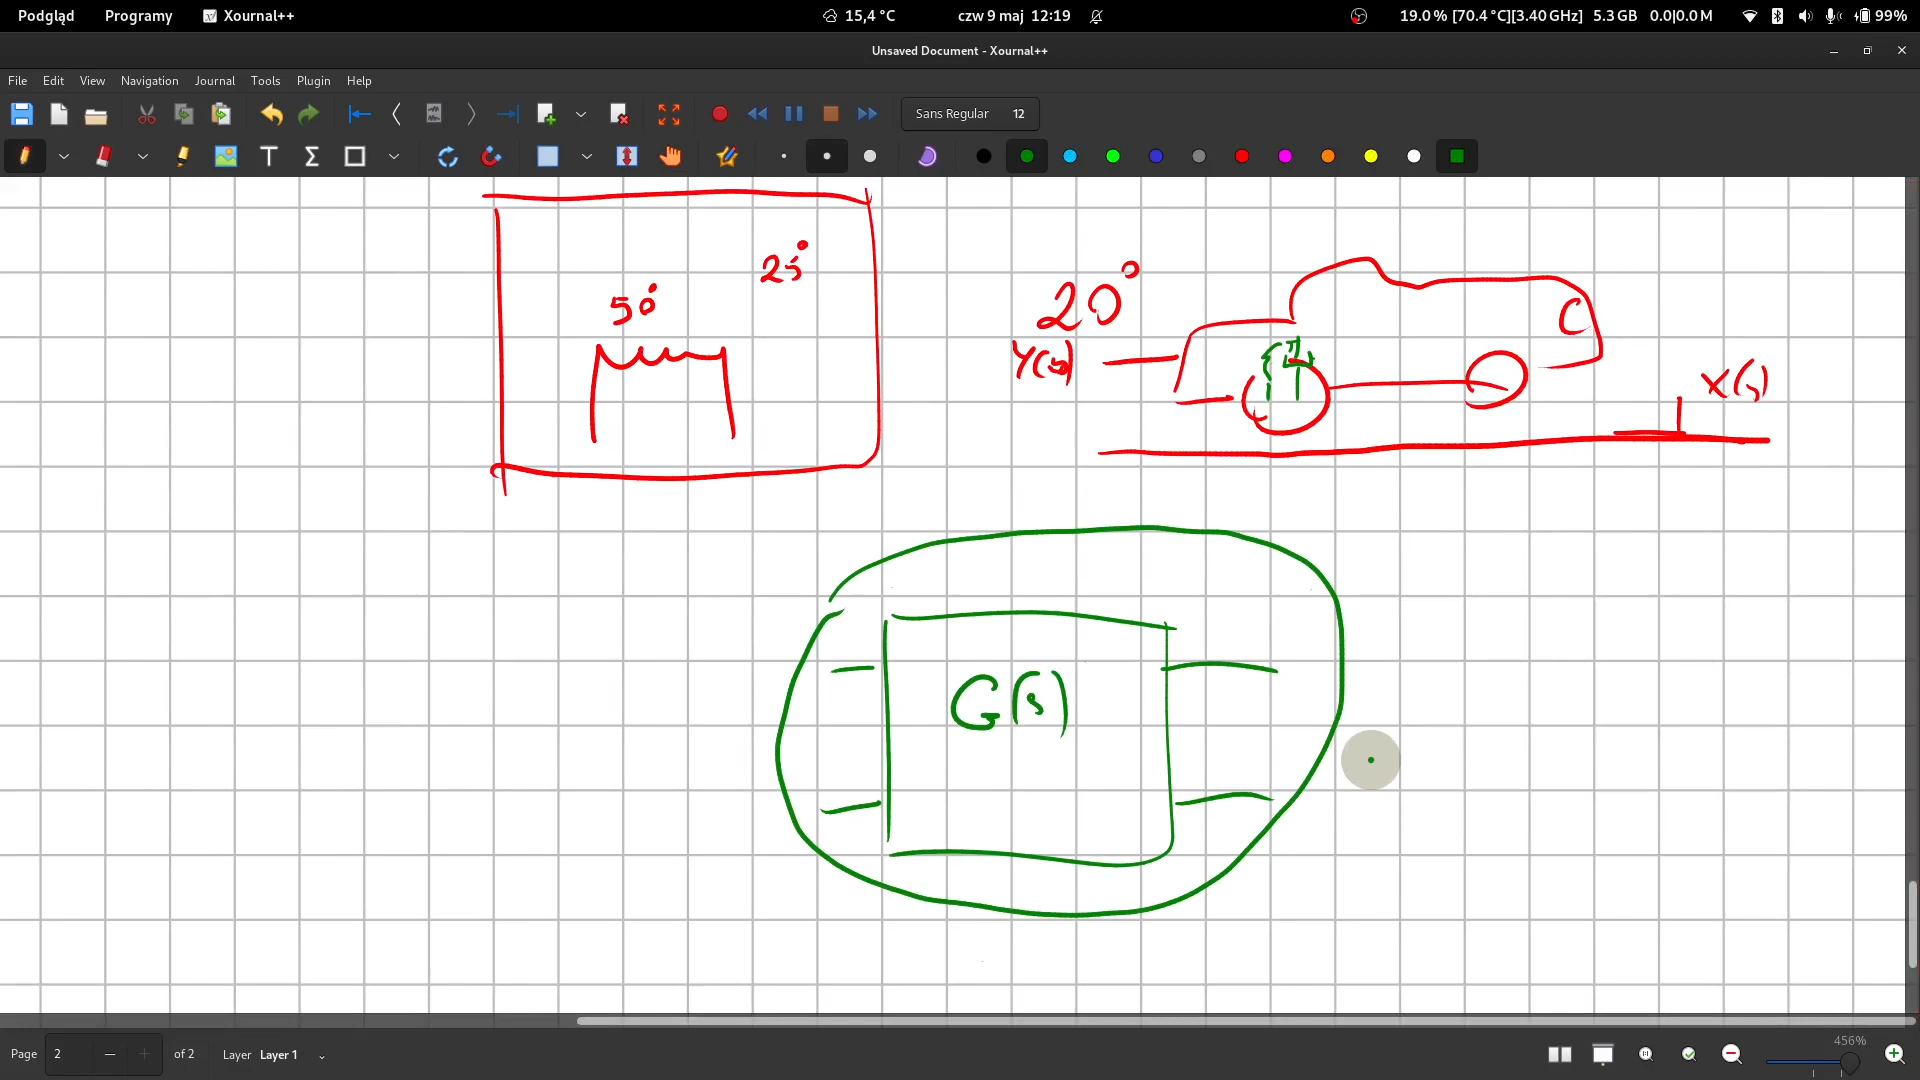 Podgląd Programy Xournal++ 15,4 °C czw 9 maj 12:19 19.0 % [70.4 °C][3.40 GHz] 5.3 GB 0.0|0.0 M 99%
Unsaved Document - Xournal++
File Edit View Navigation Journal Tools Plugin Help
Sans Regular 12
T Σ
50°
25°
20°
Y(s)
C
X(s)
G(s)
Page 2 of 2 Layer Layer 1 456%